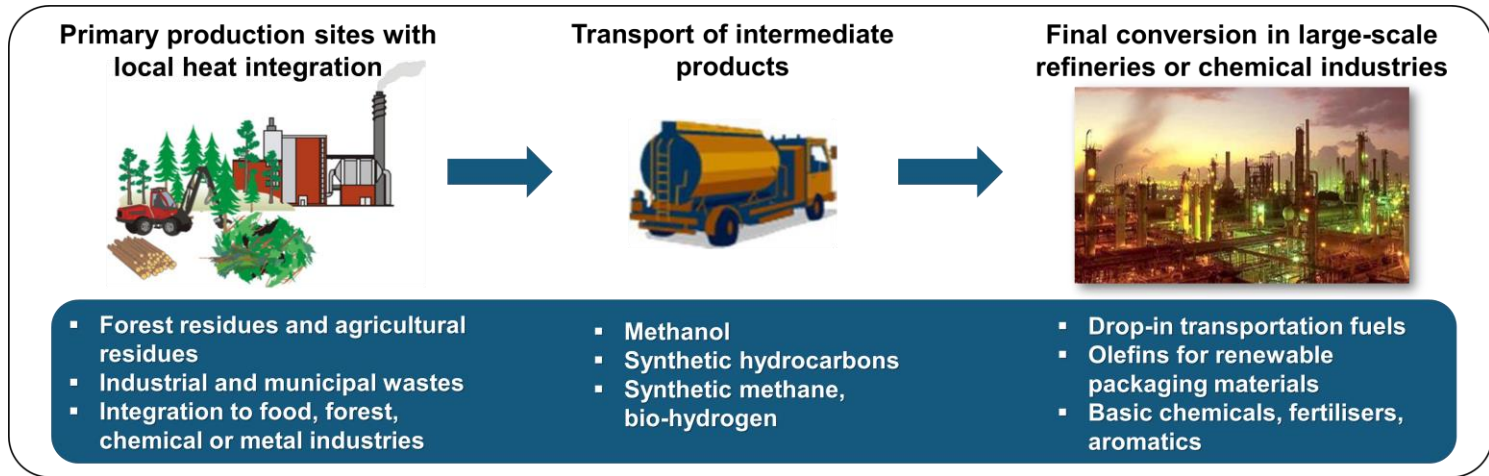 Primary production sites with
local heat integration
Transport of intermediate
products
Final conversion in large-scale
refineries or chemical industries
▪ Forest residues and agricultural
residues
▪ Industrial and municipal wastes
▪ Integration to food, forest,
chemical or metal industries
▪ Methanol
▪ Synthetic hydrocarbons
▪ Synthetic methane,
bio-hydrogen
▪ Drop-in transportation fuels
▪ Olefins for renewable
packaging materials
▪ Basic chemicals, fertilisers,
aromatics